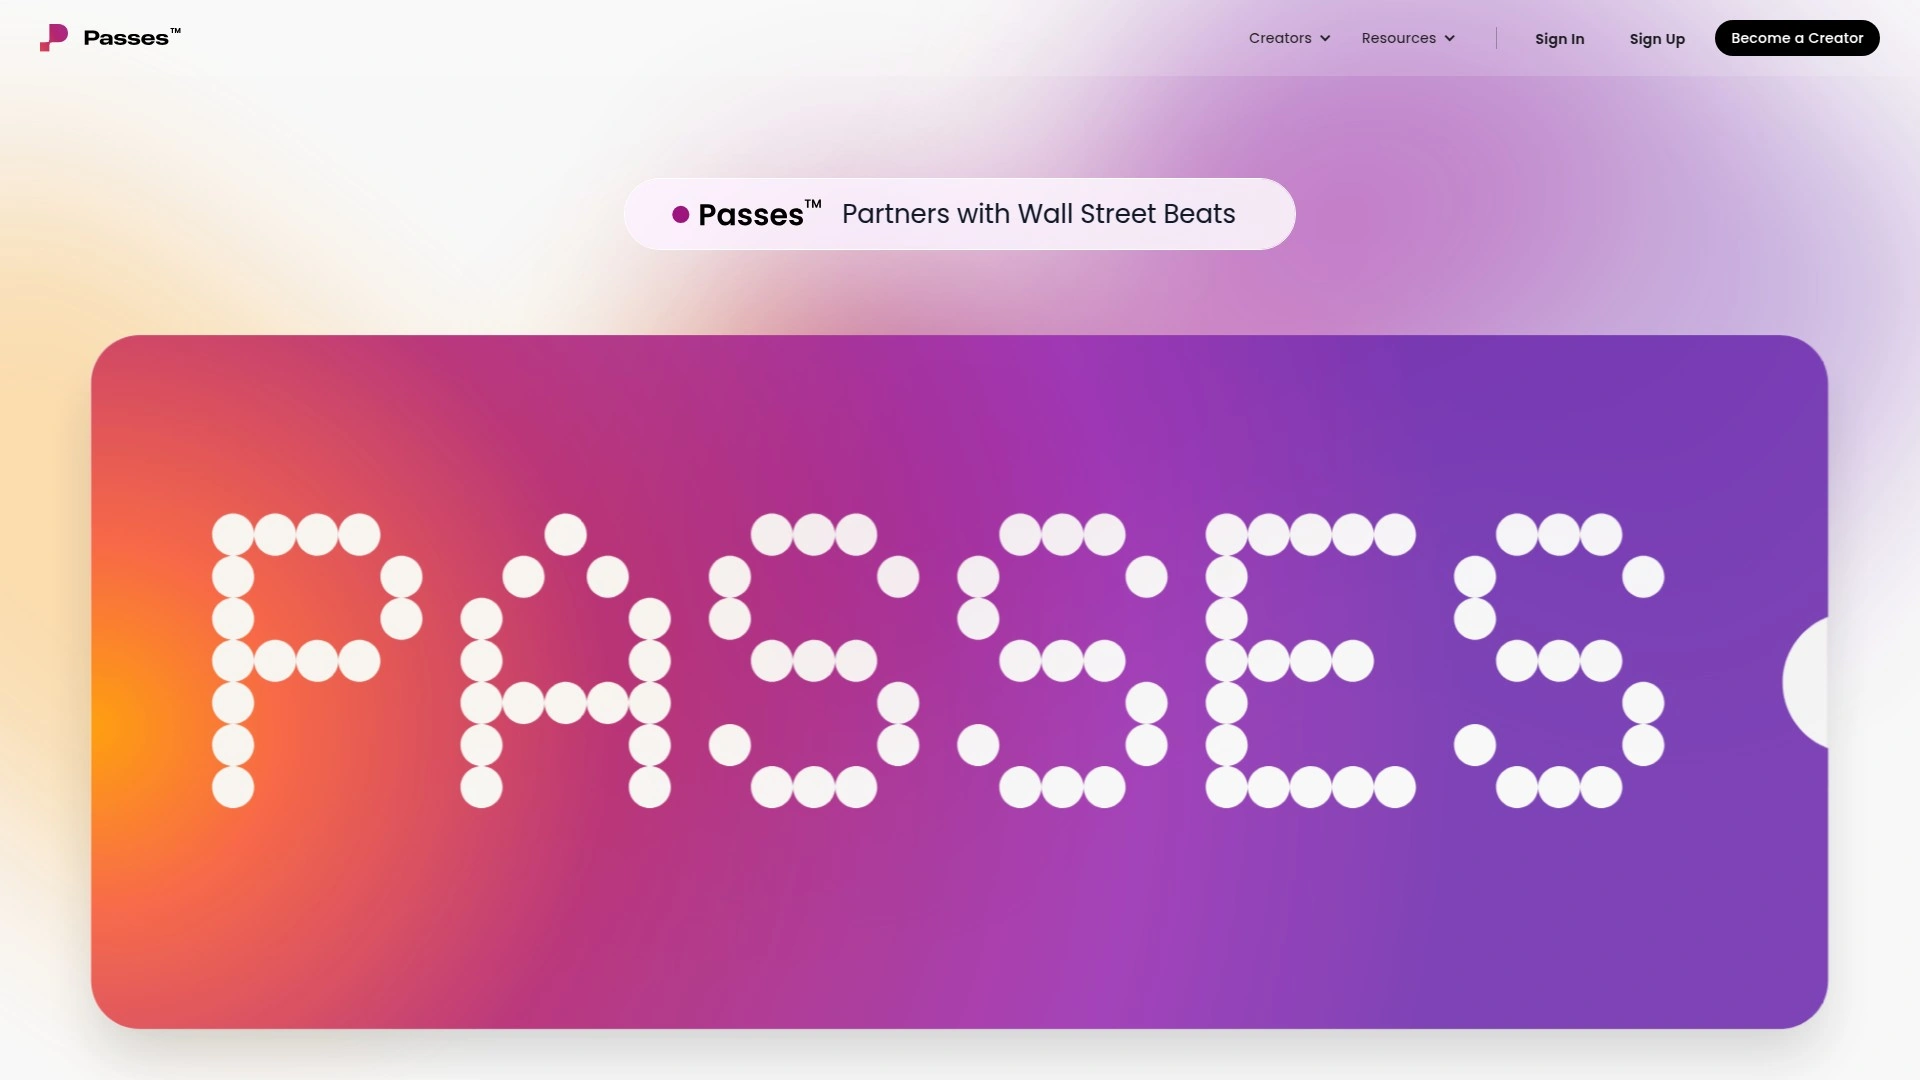 Passes™
Creators
Resources
Sign In
Sign Up
Become a Creator
Passes™ Partners with Wall Street Beats
PASSES